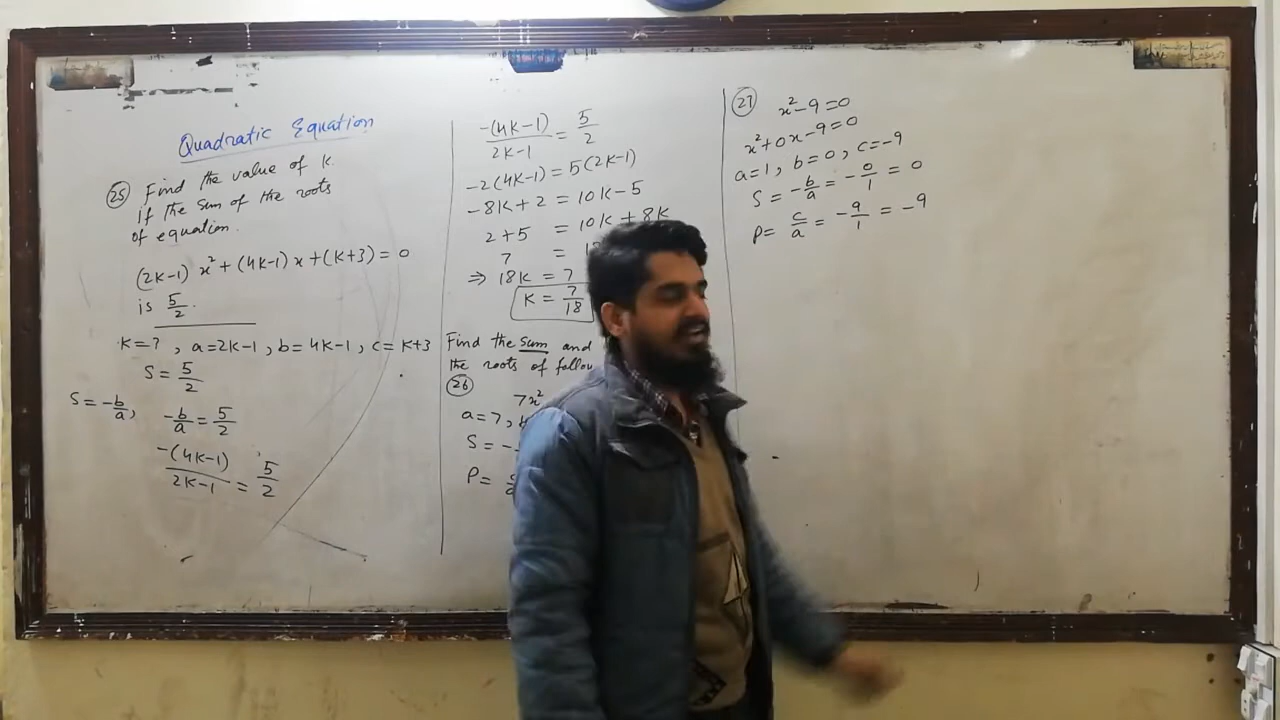 Quadratic Equation
(25) Find the value of K
if the sum of the roots
of equation.
(2K-1) x² + (4K-1) x + (K+3) = 0
is 5/2.
K=?, a=2K-1, b=4K-1, c=K+3
S = 5/2
S = -b/a, -b/a = 5/2
-(4K-1)/2K-1 = 5/2
-(4K-1)/2K-1 = 5/2
-2(4K-1) = 5(2K-1)
-8K+2 = 10K-5
2+5 = 10K+8K
7 =
⇒ 18K = 7
K = 7/18
Find the sum and
the roots of
(26) 7x²
a=7,
S = -
P =
(27) x²-9=0
x²+0x-9=0
a=1, b=0, c=-9
S = -b/a = -0/1 = 0
P = c/a = -9/1 = -9